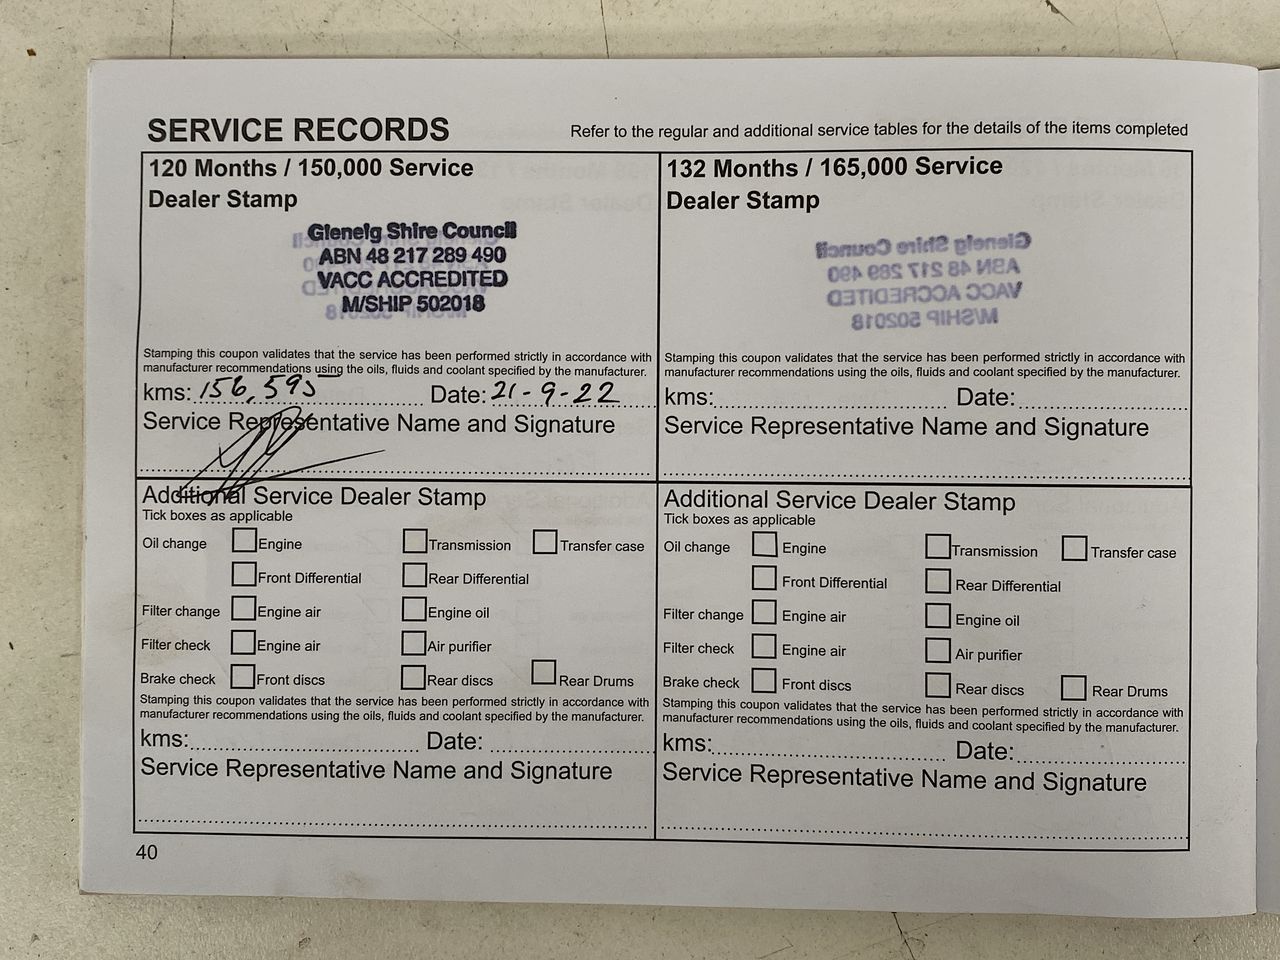 SERVICE RECORDS
Refer to the regular and additional service tables for the details of the items completed
120 Months / 150,000 Service
Dealer Stamp
Glenelg Shire Council
ABN 48 217 289 490
VACC ACCREDITED
M/SHIP 502018
Stamping this coupon validates that the service has been performed strictly in accordance with
manufacturer recommendations using the oils, fluids and coolant specified by the manufacturer.
kms: 156,595 Date: 21-9-22
Service Representative Name and Signature
Additional Service Dealer Stamp
Tick boxes as applicable
Oil change Engine Transmission Transfer case
Front Differential Rear Differential
Filter change Engine air Engine oil
Filter check Engine air Air purifier
Brake check Front discs Rear discs Rear Drums
Stamping this coupon validates that the service has been performed strictly in accordance with
manufacturer recommendations using the oils, fluids and coolant specified by the manufacturer.
kms: Date:
Service Representative Name and Signature
132 Months / 165,000 Service
Dealer Stamp
Glenelg Shire Council
ABN 48 217 289 490
VACC ACCREDITED
M/SHIP 502018
Stamping this coupon validates that the service has been performed strictly in accordance with
manufacturer recommendations using the oils, fluids and coolant specified by the manufacturer.
kms: Date:
Service Representative Name and Signature
Additional Service Dealer Stamp
Tick boxes as applicable
Oil change Engine Transmission Transfer case
Front Differential Rear Differential
Filter change Engine air Engine oil
Filter check Engine air Air purifier
Brake check Front discs Rear discs Rear Drums
Stamping this coupon validates that the service has been performed strictly in accordance with
manufacturer recommendations using the oils, fluids and coolant specified by the manufacturer.
kms: Date:
Service Representative Name and Signature
40